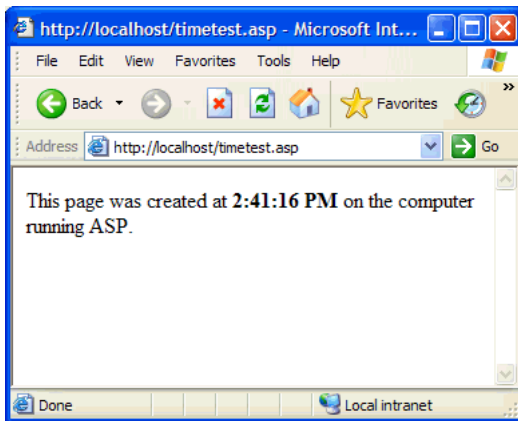 http://localhost/timetest.asp - Microsoft Int...
File Edit View Favorites Tools Help
Back Favorites »
Address http://localhost/timetest.asp Go
This page was created at 2:41:16 PM on the computer
running ASP.
Done Local intranet